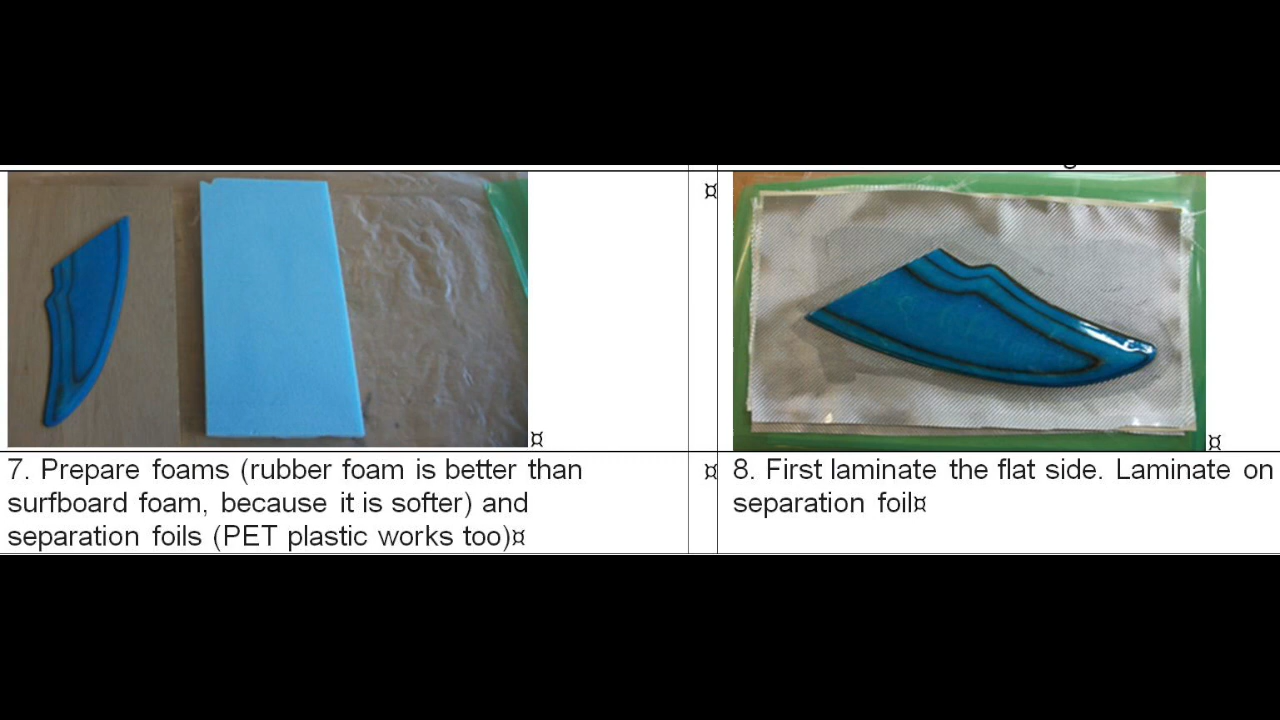 ¤
¤
¤
7. Prepare foams (rubber foam is better than
surfboard foam, because it is softer) and
separation foils (PET plastic works too)¤
¤
8. First laminate the flat side. Laminate on
separation foil¤